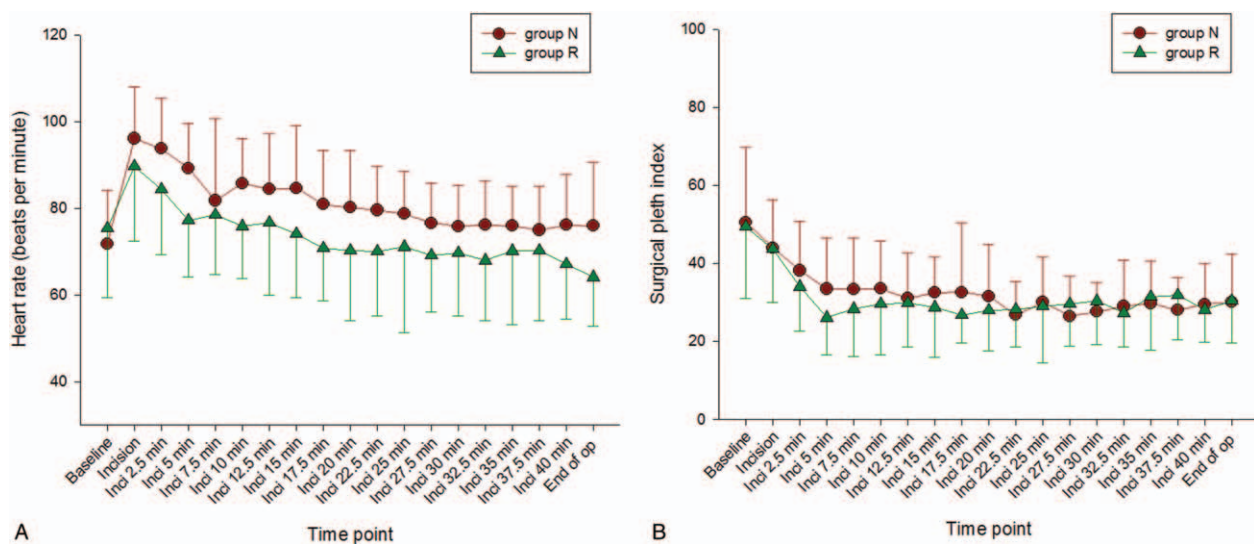 group N
group R
120
100
80
60
40
Heart rate (beats per minute)
Baseline
Incision
Inci 2.5 min
Inci 5 min
Inci 7.5 min
Inci 10 min
Inci 12.5 min
Inci 15 min
Inci 17.5 min
Inci 20 min
Inci 22.5 min
Inci 25 min
Inci 27.5 min
Inci 30 min
Inci 32.5 min
Inci 35 min
Inci 37.5 min
Inci 40 min
End of op
A
Time point
group N
group R
100
80
60
40
20
0
Surgical pleth index
Baseline
Incision
Inci 2.5 min
Inci 5 min
Inci 7.5 min
Inci 10 min
Inci 12.5 min
Inci 15 min
Inci 17.5 min
Inci 20 min
Inci 22.5 min
Inci 25 min
Inci 27.5 min
Inci 30 min
Inci 32.5 min
Inci 35 min
Inci 37.5 min
Inci 40 min
End of op
B
Time point